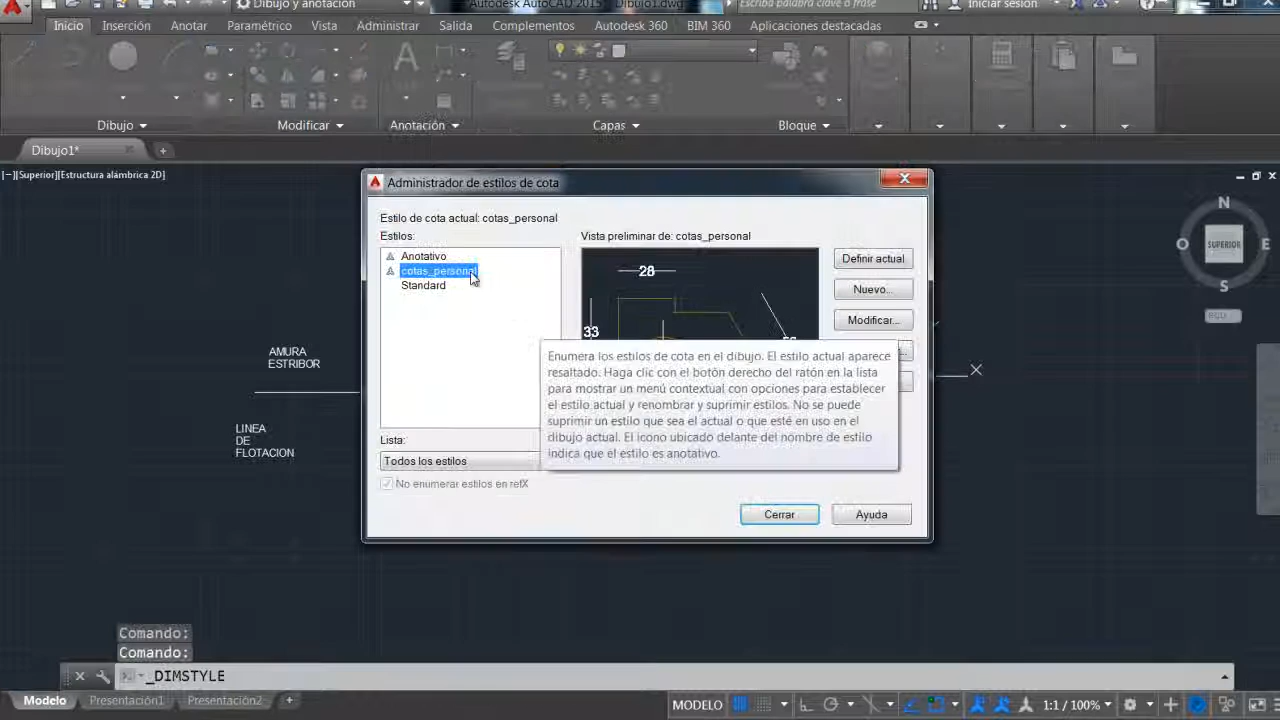 Dibujo y anotación
Autodesk AutoCAD 2015 Dibujo1.dwg
Escriba palabra clave o frase
Iniciar sesión
Inicio Inserción Anotar Paramétrico Vista Administrar Salida Complementos Autodesk 360 BIM 360 Aplicaciones destacadas
Dibujo Modificar Anotación Capas Bloque
Dibujo1*
[−][Superior][Estructura alámbrica 2D]
Administrador de estilos de cota
Estilo de cota actual: cotas_personal
Estilos:
Vista preliminar de: cotas_personal
Anotativo
cotas_personal
Standard
28
33
Definir actual
Nuevo...
Modificar...
N
O SUPERIOR E
S
AMURA
ESTRIBOR
LINEA
DE
FLOTACION
Enumera los estilos de cota en el dibujo. El estilo actual aparece
resaltado. Haga clic con el botón derecho del ratón en la lista
para mostrar un menú contextual con opciones para establecer
el estilo actual y renombrar y suprimir estilos. No se puede
suprimir un estilo que sea el actual o que esté en uso en el
dibujo actual. El icono ubicado delante del nombre de estilo
indica que el estilo es anotativo.
Lista:
Todos los estilos
No enumerar estilos en refX
Cerrar
Ayuda
Comando:
Comando:
_DIMSTYLE
Modelo Presentación1 Presentación2 +
MODELO 1:1 / 100%